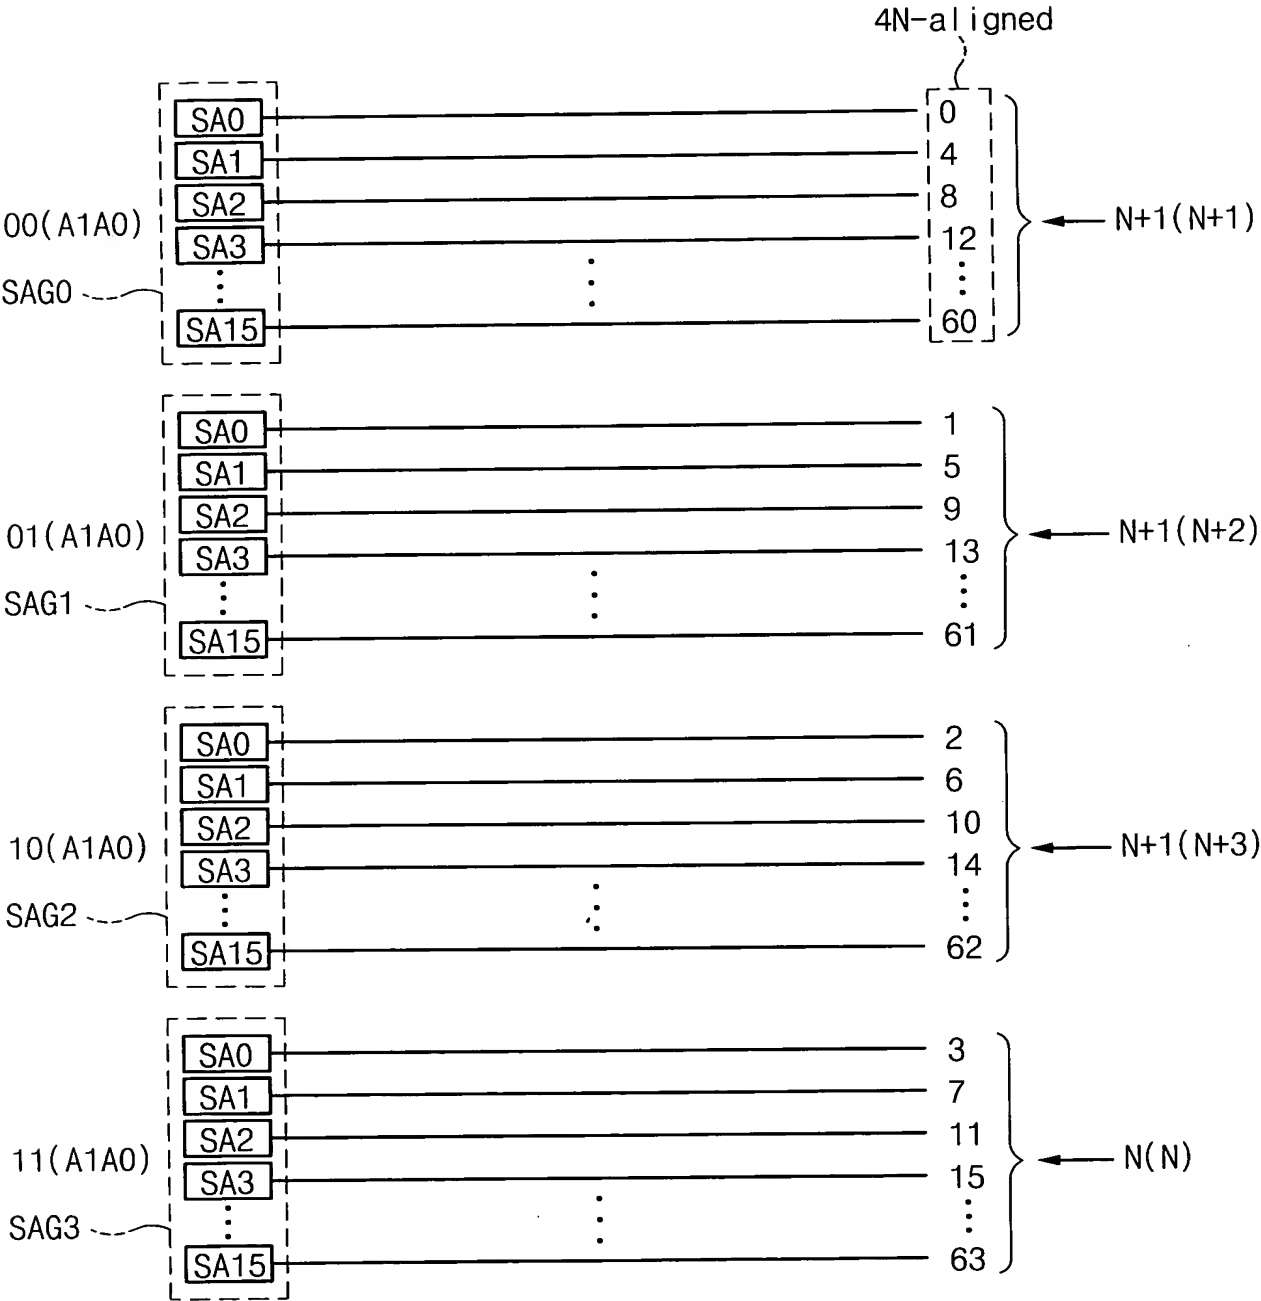 4N-aligned
SA0 0
SA1 4
SA2 8
00(A1A0) N+1(N+1)
SA3 12
SAG0
SA15 60
SA0 1
SA1 5
SA2 9
01(A1A0) N+1(N+2)
SA3 13
SAG1
SA15 61
SA0 2
SA1 6
SA2 10
10(A1A0) N+1(N+3)
SA3 14
SAG2
SA15 62
SA0 3
SA1 7
SA2 11
11(A1A0) N(N)
SA3 15
SAG3
SA15 63